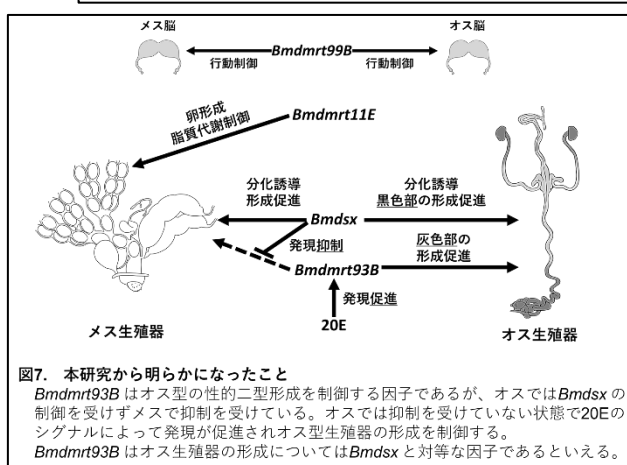 メス脳
オス脳
Bmdmrt99B
行動制御
行動制御
卵形成
脂質代謝制御
Bmdmrt11E
分化誘導
形成促進
分化誘導
黒色部の形成促進
Bmdsx
発現抑制
灰色部の
形成促進
Bmdmrt93B
発現促進
20E
メス生殖器
オス生殖器
図7. 本研究から明らかになったこと
Bmdmrt93B はオス型の性的二型形成を制御する因子であるが、オスではBmdsx の
制御を受けずメスで抑制を受けている。オスでは抑制を受けていない状態で20Eの
シグナルによって発現が促進されオス型生殖器の形成を制御する。
Bmdmrt93B はオス生殖器の形成についてはBmdsx と対等な因子であるといえる。